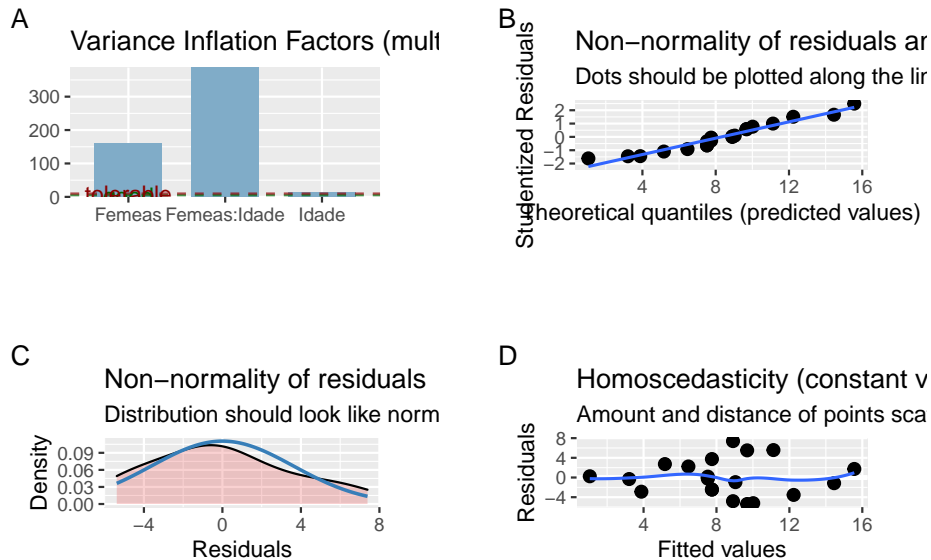 A
Variance Inflation Factors (mult
300
200
100
0
tolerable
Femeas
Femeas:Idade
Idade
B
Non−normality of residuals an
Dots should be plotted along the lin
Studentized Residuals
2
1
0
−1
−2
4
8
12
16
Theoretical quantiles (predicted values)
C
Non−normality of residuals
Distribution should look like norm
Density
0.09
0.06
0.03
0.00
−4
0
4
8
Residuals
D
Homoscedasticity (constant v
Amount and distance of points sca
Residuals
8
4
0
−4
4
8
12
16
Fitted values